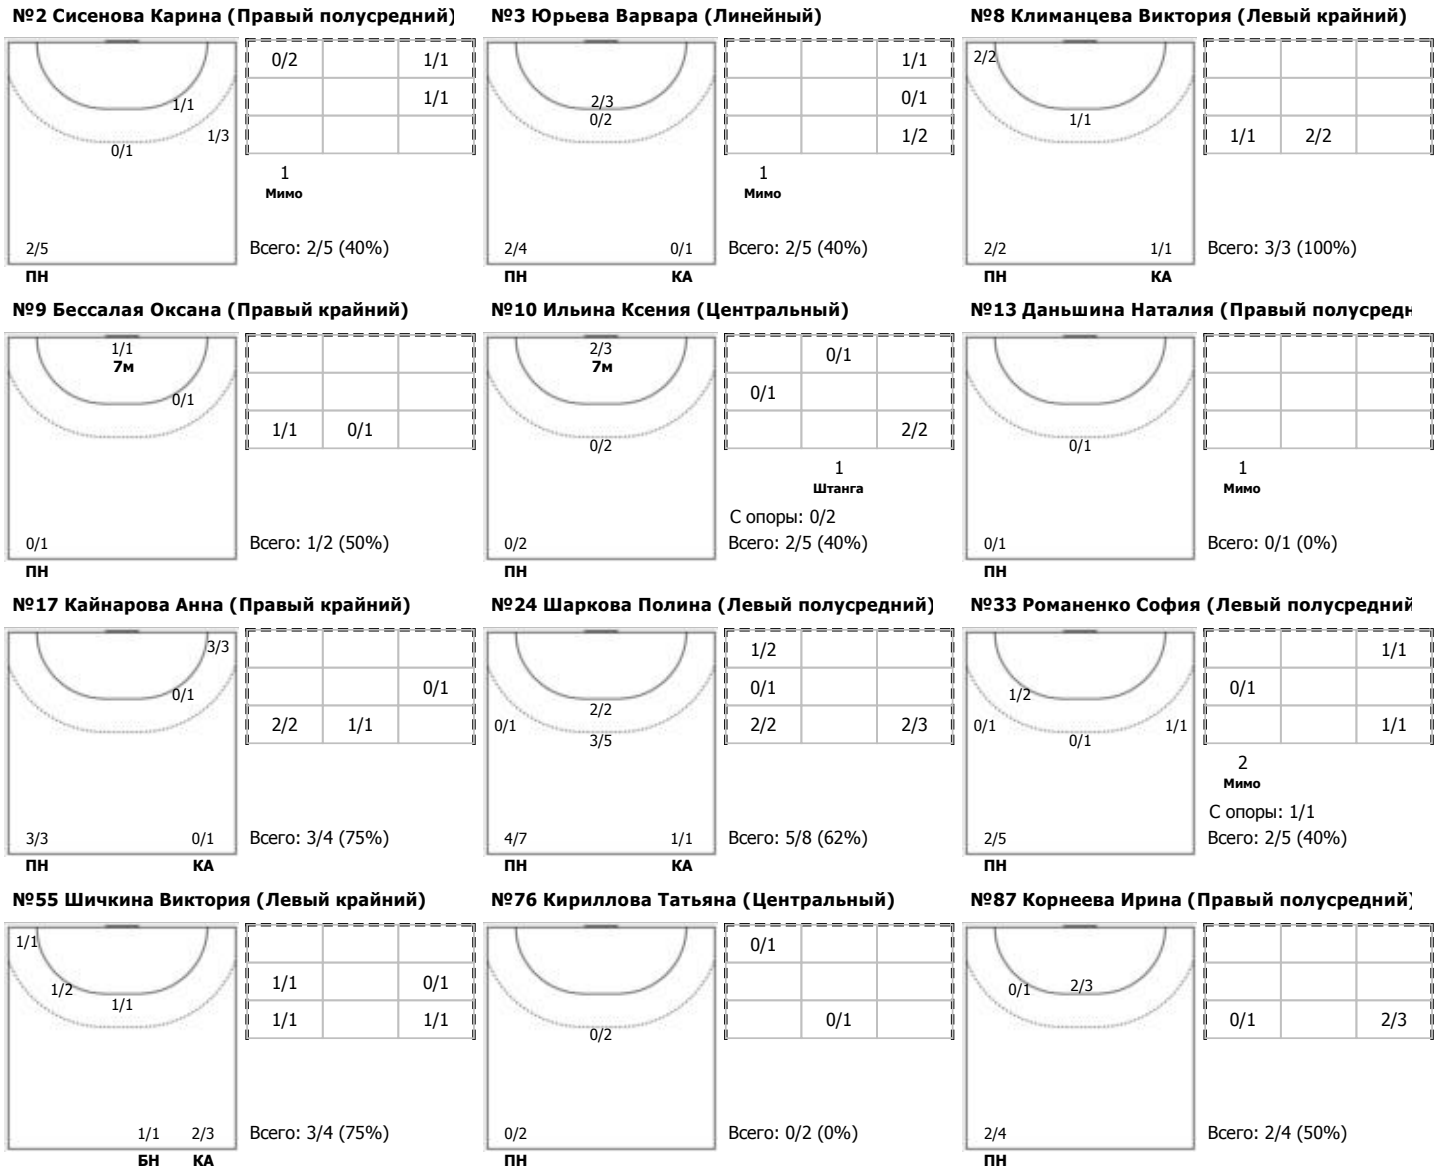 №2 Сисенова Карина (Правый полусредний)
0/2 1/1
1/1
1/1
1/3
0/1
1
Мимо
2/5
Всего: 2/5 (40%)
ПН
№3 Юрьева Варвара (Линейный)
1/1
2/3
0/1
0/2
1/2
1
Мимо
2/4 0/1
Всего: 2/5 (40%)
ПН КА
№8 Климанцева Виктория (Левый крайний)
2/2
1/1
1/1 2/2
2/2 1/1
Всего: 3/3 (100%)
ПН КА
№9 Бессалая Оксана (Правый крайний)
1/1
7м
0/1
1/1 0/1
0/1
Всего: 1/2 (50%)
ПН
№10 Ильина Ксения (Центральный)
2/3
7м
0/1
0/1
2/2
0/2
1
Штанга
С опоры: 0/2
0/2
Всего: 2/5 (40%)
ПН
№13 Даньшина Наталия (Правый полусредн
0/1
1
Мимо
0/1
Всего: 0/1 (0%)
ПН
№17 Кайнарова Анна (Правый крайний)
3/3
0/1
0/1
2/2 1/1
3/3 0/1
Всего: 3/4 (75%)
ПН КА
№24 Шаркова Полина (Левый полусредний)
1/2
0/1
2/2
0/1
2/2 2/3
3/5
4/7 1/1
Всего: 5/8 (62%)
ПН КА
№33 Романенко София (Левый полусредний
1/1
1/2
0/1
0/1 1/1
1/1
0/1
2
Мимо
С опоры: 1/1
2/5
Всего: 2/5 (40%)
ПН
№55 Шичкина Виктория (Левый крайний)
1/1
1/2
1/1 0/1
1/1
1/1 1/1
1/1 2/3
Всего: 3/4 (75%)
БН КА
№76 Кириллова Татьяна (Центральный)
0/1
0/1
0/2
0/2
Всего: 0/2 (0%)
ПН
№87 Корнеева Ирина (Правый полусредний)
0/1 2/3
0/1 2/3
2/4
Всего: 2/4 (50%)
ПН